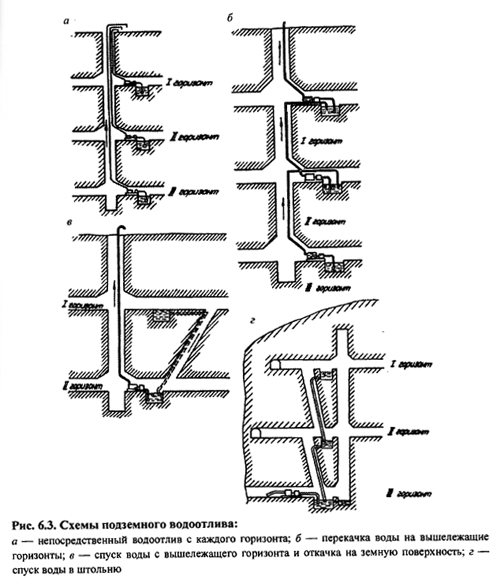 а
I горизонт
II горизонт
III горизонт
б
I горизонт
I горизонт
III горизонт
в
I горизонт
II горизонт
г
I горизонт
II горизонт
III горизонт
Рис. 6.3. Схемы подземного водоотлива:
а — непосредственный водоотлив с каждого горизонта; б — перекачка воды на вышележащие
горизонты; в — спуск воды с вышележащего горизонта и откачка на земную поверхность; г —
спуск воды в штольню